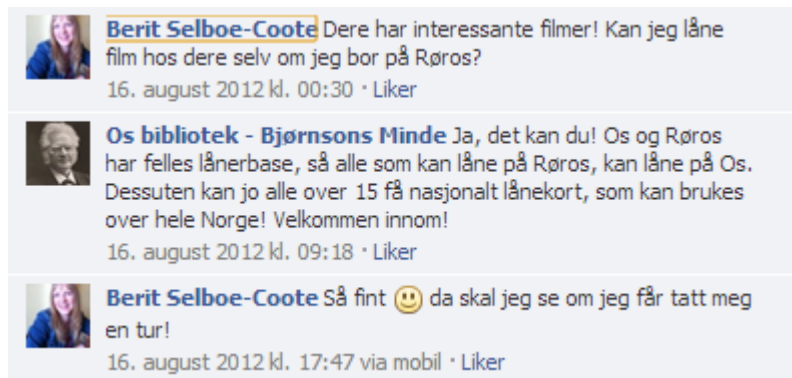 Berit Selboe-Coote Dere har interessante filmer! Kan jeg låne
film hos dere selv om jeg bor på Røros?
16. august 2012 kl. 00:30 · Liker
Os bibliotek - Bjørnsons Minde Ja, det kan du! Os og Røros
har felles lånerbase, så alle som kan låne på Røros, kan låne på Os.
Dessuten kan jo alle over 15 få nasjonalt lånekort, som kan brukes
over hele Norge! Velkommen innom!
16. august 2012 kl. 09:18 · Liker
Berit Selboe-Coote Så fint da skal jeg se om jeg får tatt meg
en tur!
16. august 2012 kl. 17:47 via mobil · Liker